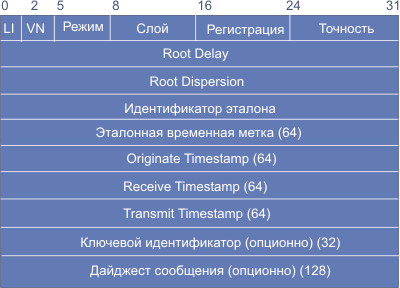 0 2 5 8 16 24 31
LI VN Режим Слой Регистрация Точность
Root Delay
Root Dispersion
Идентификатор эталона
Эталонная временная метка (64)
Originate Timestamp (64)
Receive Timestamp (64)
Transmit Timestamp (64)
Ключевой идентификатор (опционно) (32)
Дайджест сообщения (опционно) (128)